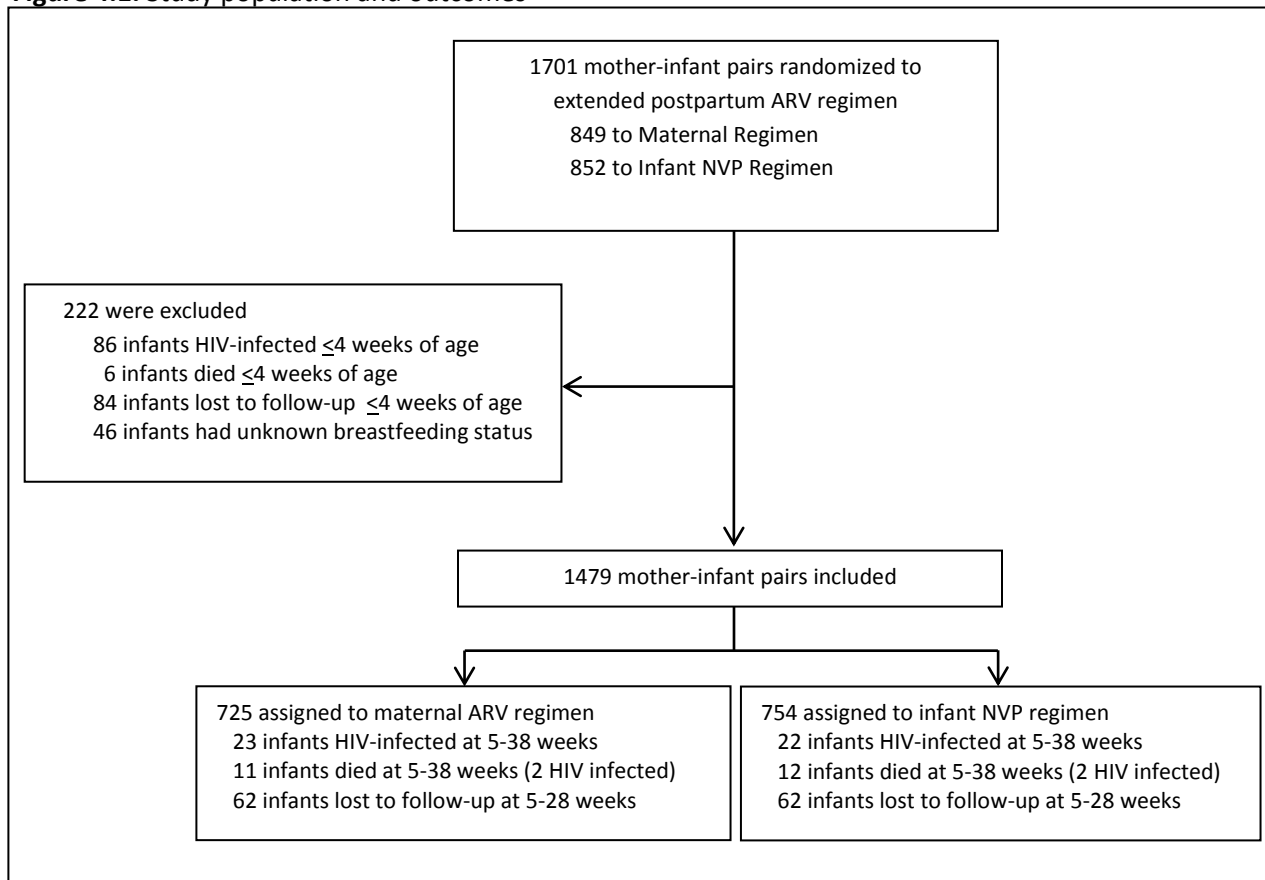 1701 mother-infant pairs randomized to
extended postpartum ARV regimen
849 to Maternal Regimen
852 to Infant NVP Regimen
222 were excluded
86 infants HIV-infected ≤4 weeks of age
6 infants died ≤4 weeks of age
84 infants lost to follow-up ≤4 weeks of age
46 infants had unknown breastfeeding status
1479 mother-infant pairs included
725 assigned to maternal ARV regimen
23 infants HIV-infected at 5-38 weeks
11 infants died at 5-38 weeks (2 HIV infected)
62 infants lost to follow-up at 5-28 weeks
754 assigned to infant NVP regimen
22 infants HIV-infected at 5-38 weeks
12 infants died at 5-38 weeks (2 HIV infected)
62 infants lost to follow-up at 5-28 weeks